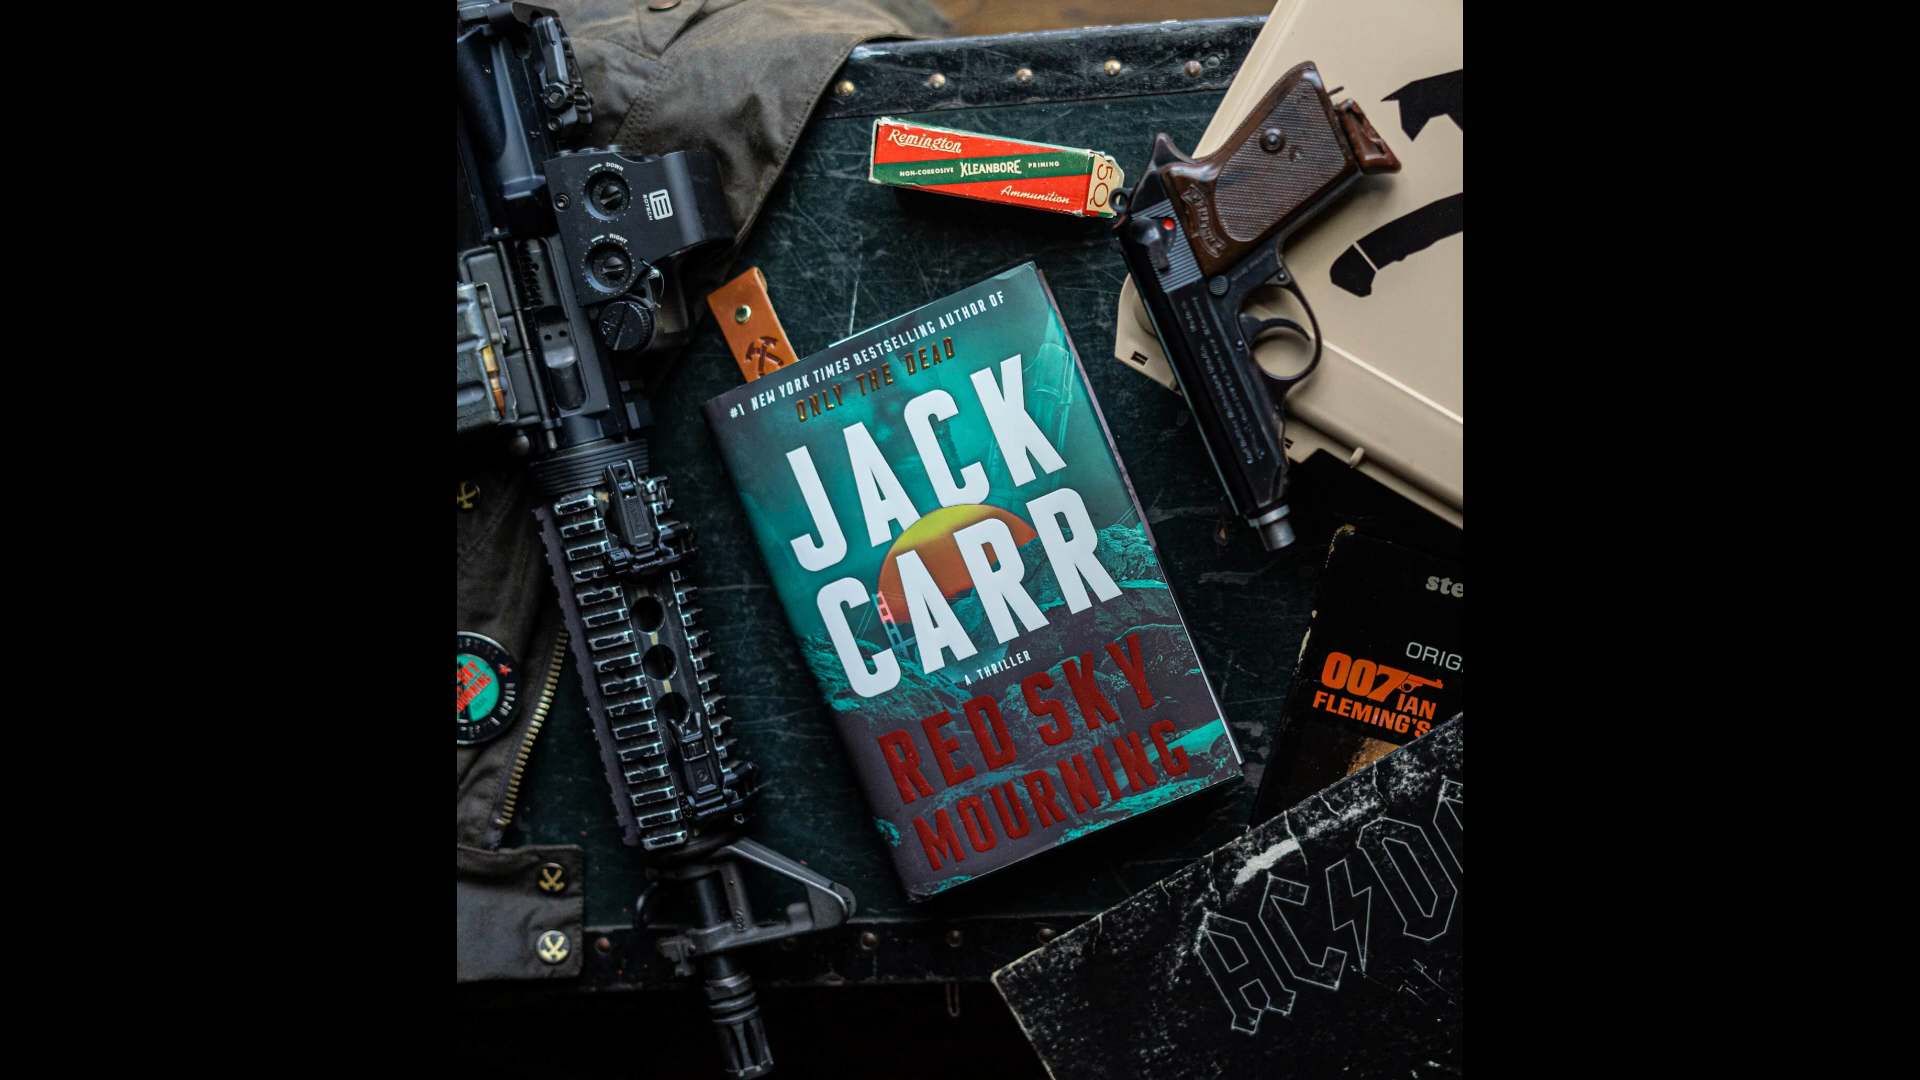 DOWN
EOTECH
RIGHT
Remington
NON-CORROSIVE KLEANBORE PRIMING
Ammunition
50
#1 NEW YORK TIMES BESTSELLING AUTHOR OF
ONLY THE DEAD
JACK
CARR
A THRILLER
RED SKY
MOURNING
ste
ORIG
007
IAN
FLEMING'S
AC/DC